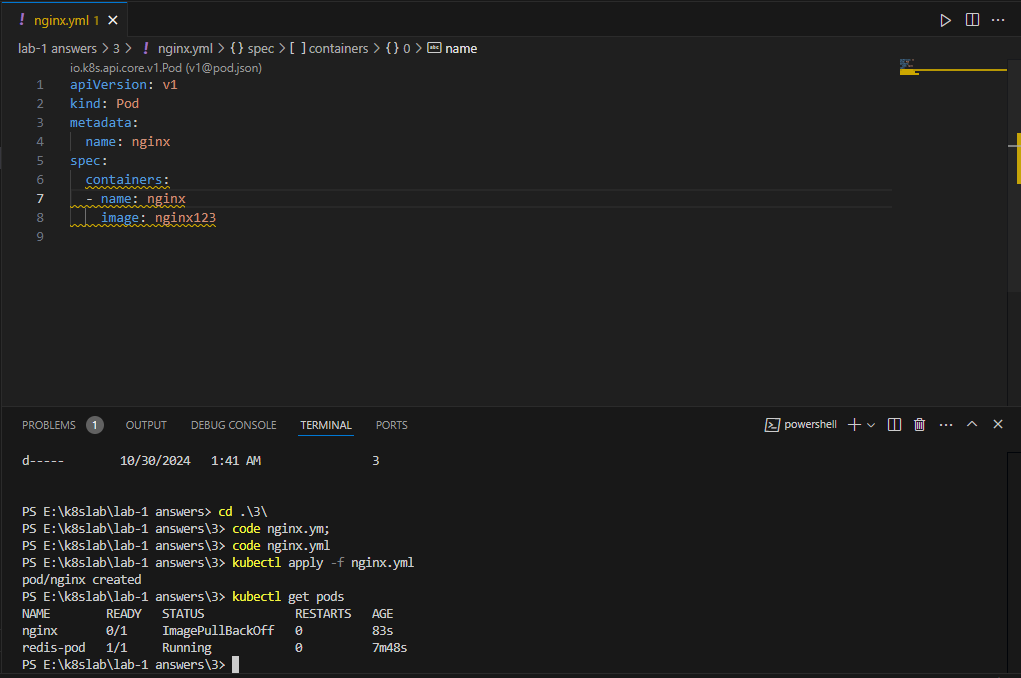 ! nginx.yml 1 ×
lab-1 answers > 3 > ! nginx.yml > {} spec > [ ] containers > {} 0 > abc name
io.k8s.api.core.v1.Pod (v1@pod.json)
1 apiVersion: v1
2 kind: Pod
3 metadata:
4   name: nginx
5 spec:
6   containers:
7   - name: nginx
8     image: nginx123
9
PROBLEMS 1 OUTPUT DEBUG CONSOLE TERMINAL PORTS powershell
d----- 10/30/2024 1:41 AM 3
PS E:\k8slab\lab-1 answers> cd .\3\
PS E:\k8slab\lab-1 answers\3> code nginx.ym;
PS E:\k8slab\lab-1 answers\3> code nginx.yml
PS E:\k8slab\lab-1 answers\3> kubectl apply -f nginx.yml
pod/nginx created
PS E:\k8slab\lab-1 answers\3> kubectl get pods
NAME READY STATUS RESTARTS AGE
nginx 0/1 ImagePullBackOff 0 83s
redis-pod 1/1 Running 0 7m48s
PS E:\k8slab\lab-1 answers\3>